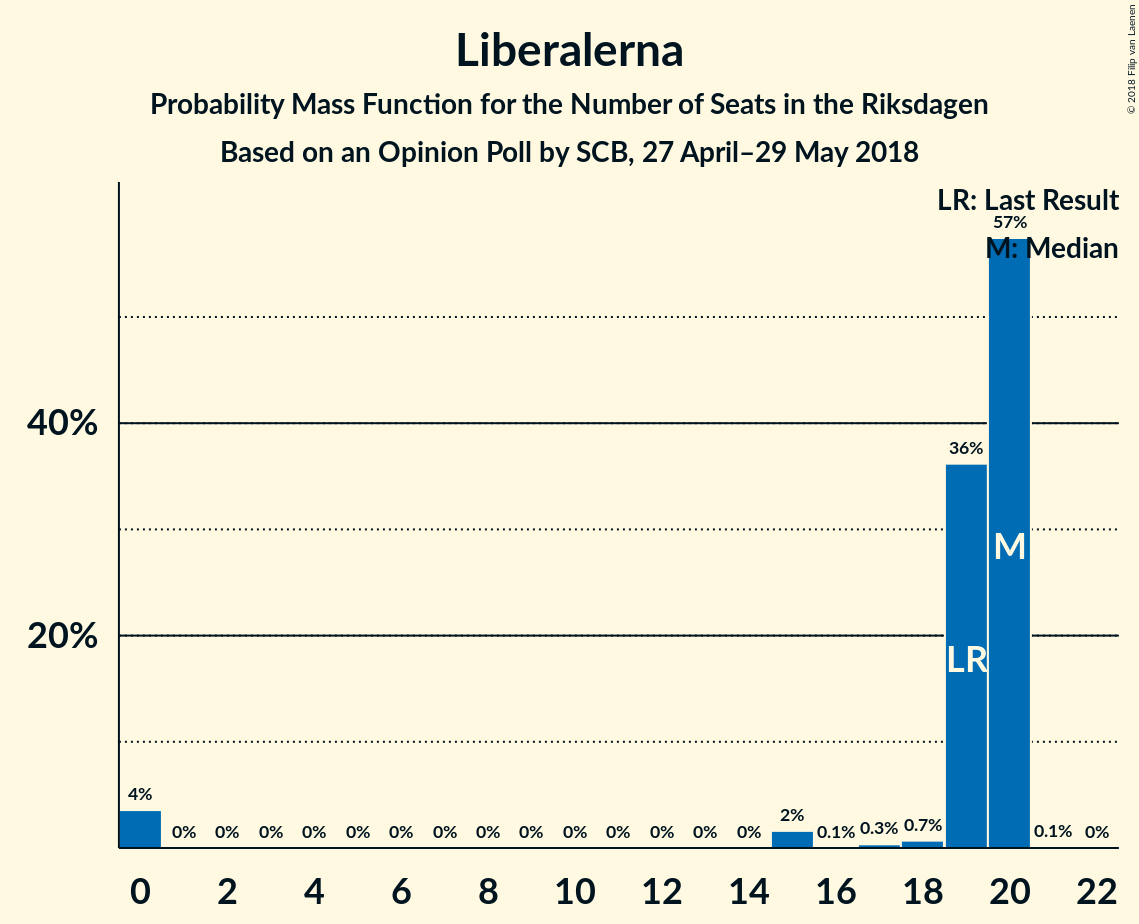 Liberalerna
Probability Mass Function for the Number of Seats in the Riksdagen
Based on an Opinion Poll by SCB, 27 April–29 May 2018
© 2018 Filip van Laenen
LR: Last Result
57%
M: Median
40%
36%
M
20%
LR
4%
0% 0% 0% 0% 0% 0% 0% 0% 0% 0% 0% 0% 0% 0% 2% 0.1% 0.3% 0.7% 0.1% 0%
0 2 4 6 8 10 12 14 16 18 20 22